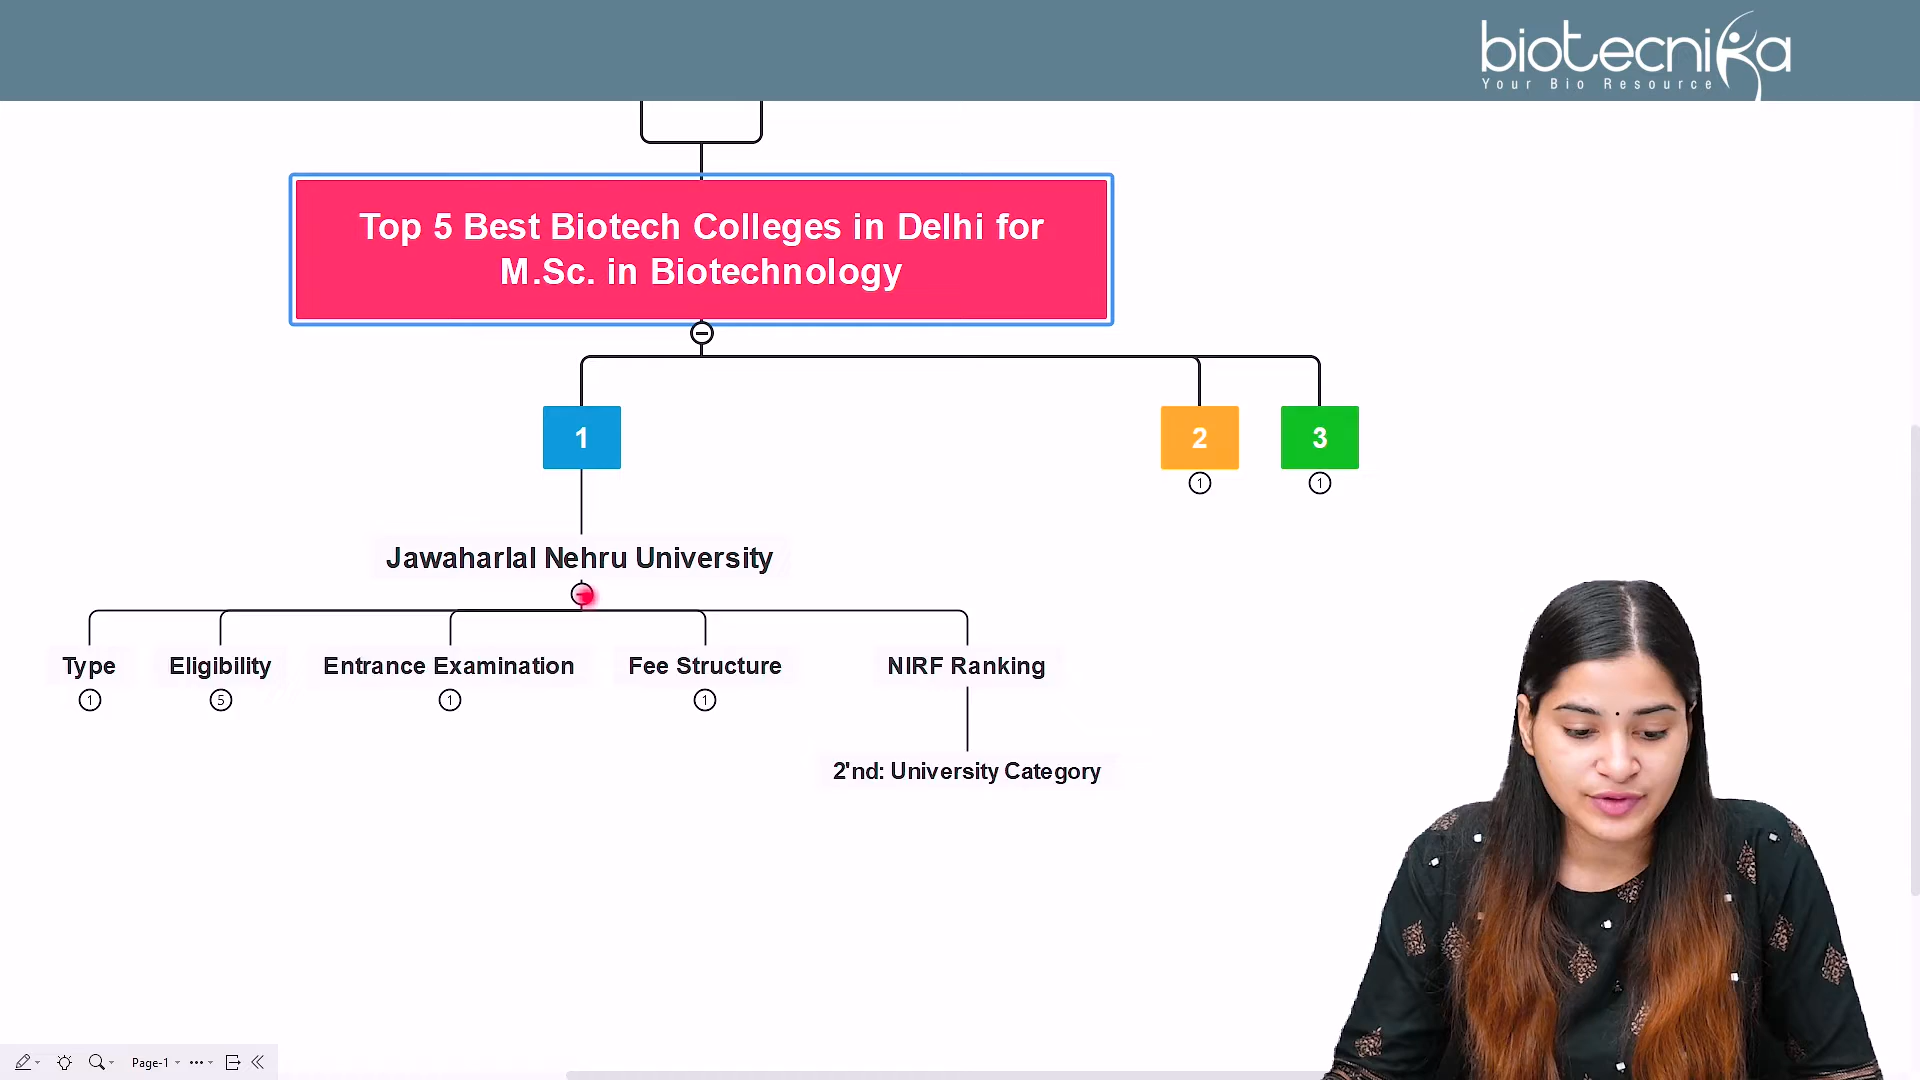 biotecnika
Your Bio Resource
Top 5 Best Biotech Colleges in Delhi for
M.Sc. in Biotechnology
1
2
3
1
1
Jawaharlal Nehru University
Type
Eligibility
Entrance Examination
Fee Structure
NIRF Ranking
1
5
1
1
2'nd: University Category
Page-1